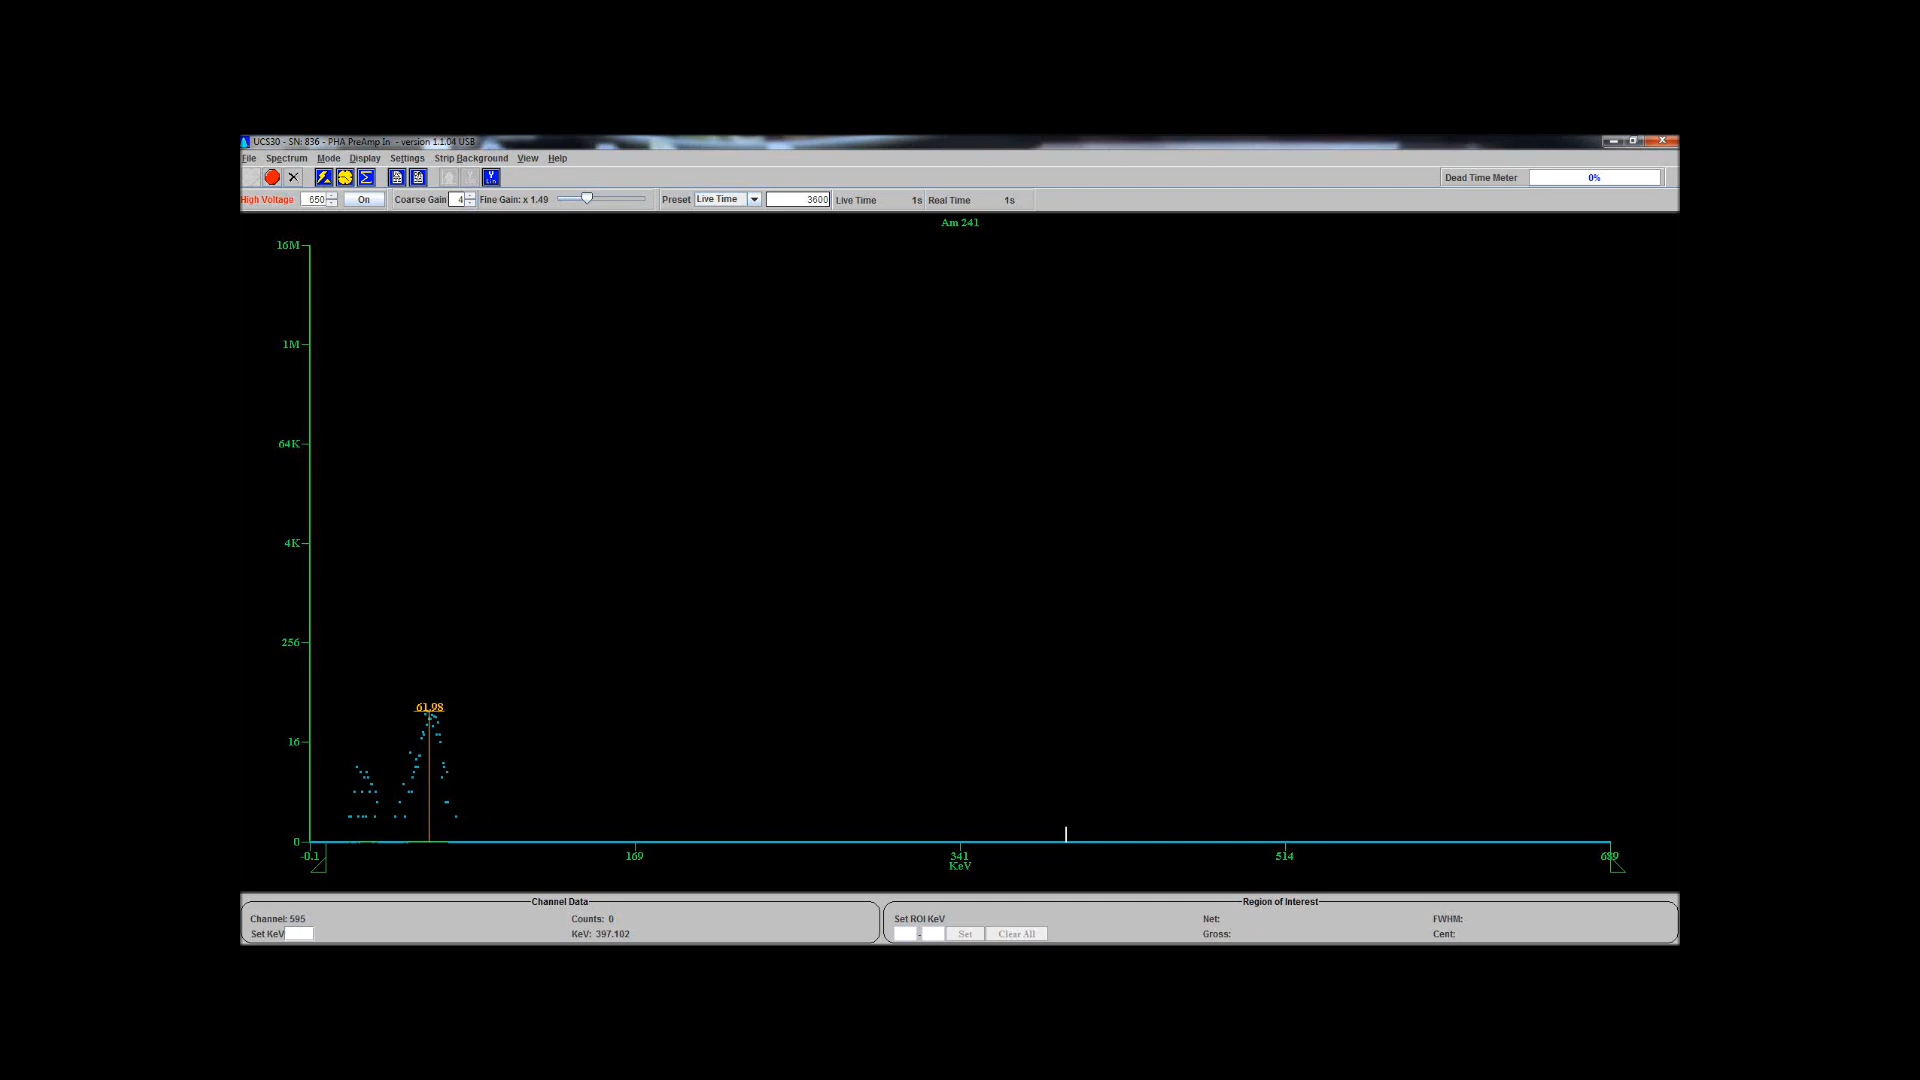 UCS30 - SN: 836 - PHA PreAmp In - version 1.1.04 USB
File Spectrum Mode Display Settings Strip Background View Help
Dead Time Meter 0%
High Voltage 650 On Coarse Gain 4 Fine Gain: x 1.49 Preset Live Time 3600 Live Time 1s Real Time 1s
Am 241
16M
1M
64K
4K
256
61.98
16
0
-0.1 169 341 514 689
KeV
Channel Data Region of Interest
Channel: 595 Counts: 0 Set ROI KeV Net: FWHM:
Set KeV KeV: 397.102 - Set Clear All Gross: Cent: